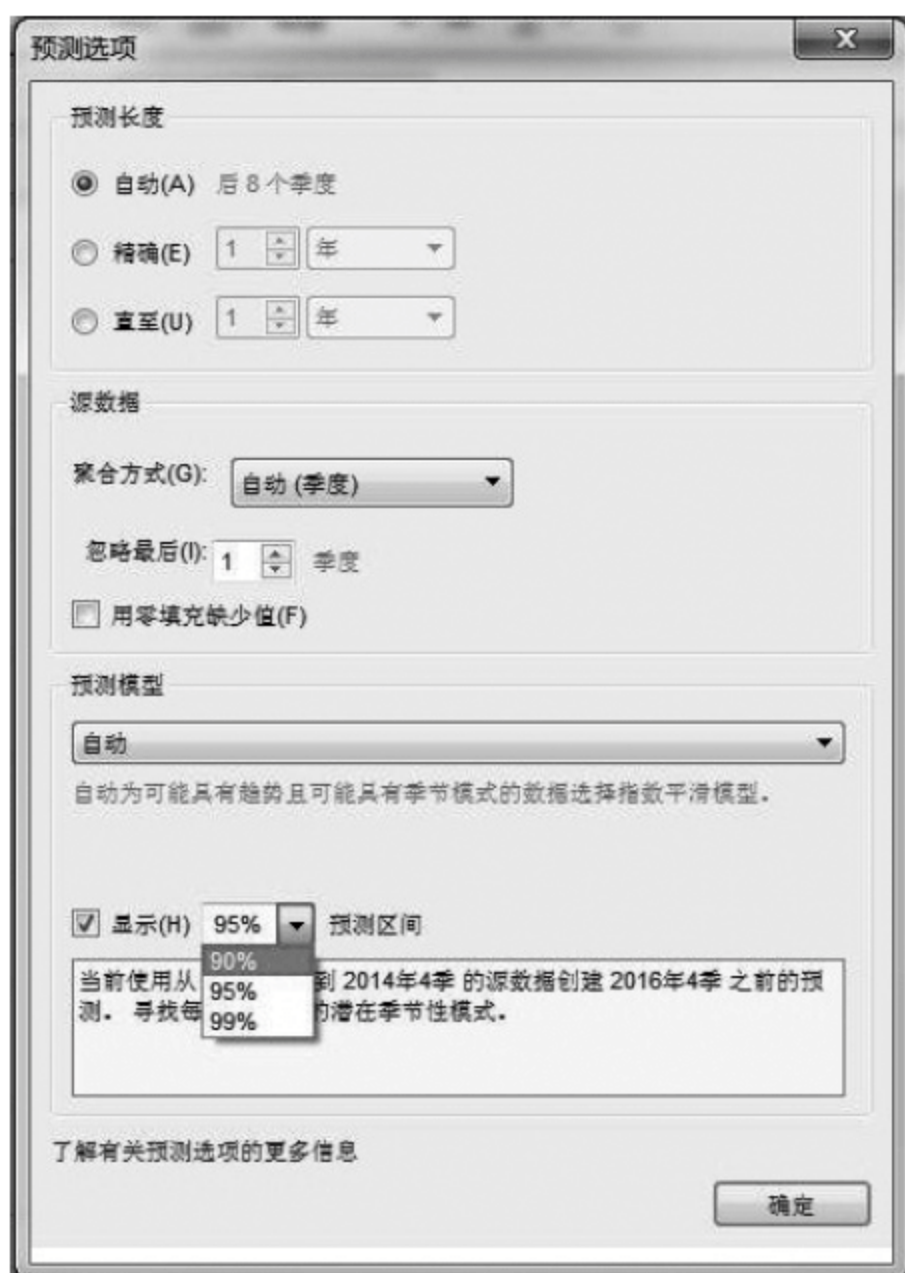 预测选项
预测长度
自动(A) 后 8 个季度
精确(E) 1 年
直至(U) 1 年
源数据
聚合方式(G): 自动 (季度)
忽略最后(I): 1 季度
用零填充缺少值(F)
预测模型
自动
自动为可能具有趋势且可能具有季节模式的数据选择指数平滑模型。
显示(H) 95% 预测区间
90%
95%
99%
当前使用从 到 2014年4季 的源数据创建 2016年4季 之前的预
测。 寻找每 的潜在季节性模式。
了解有关预测选项的更多信息
确定